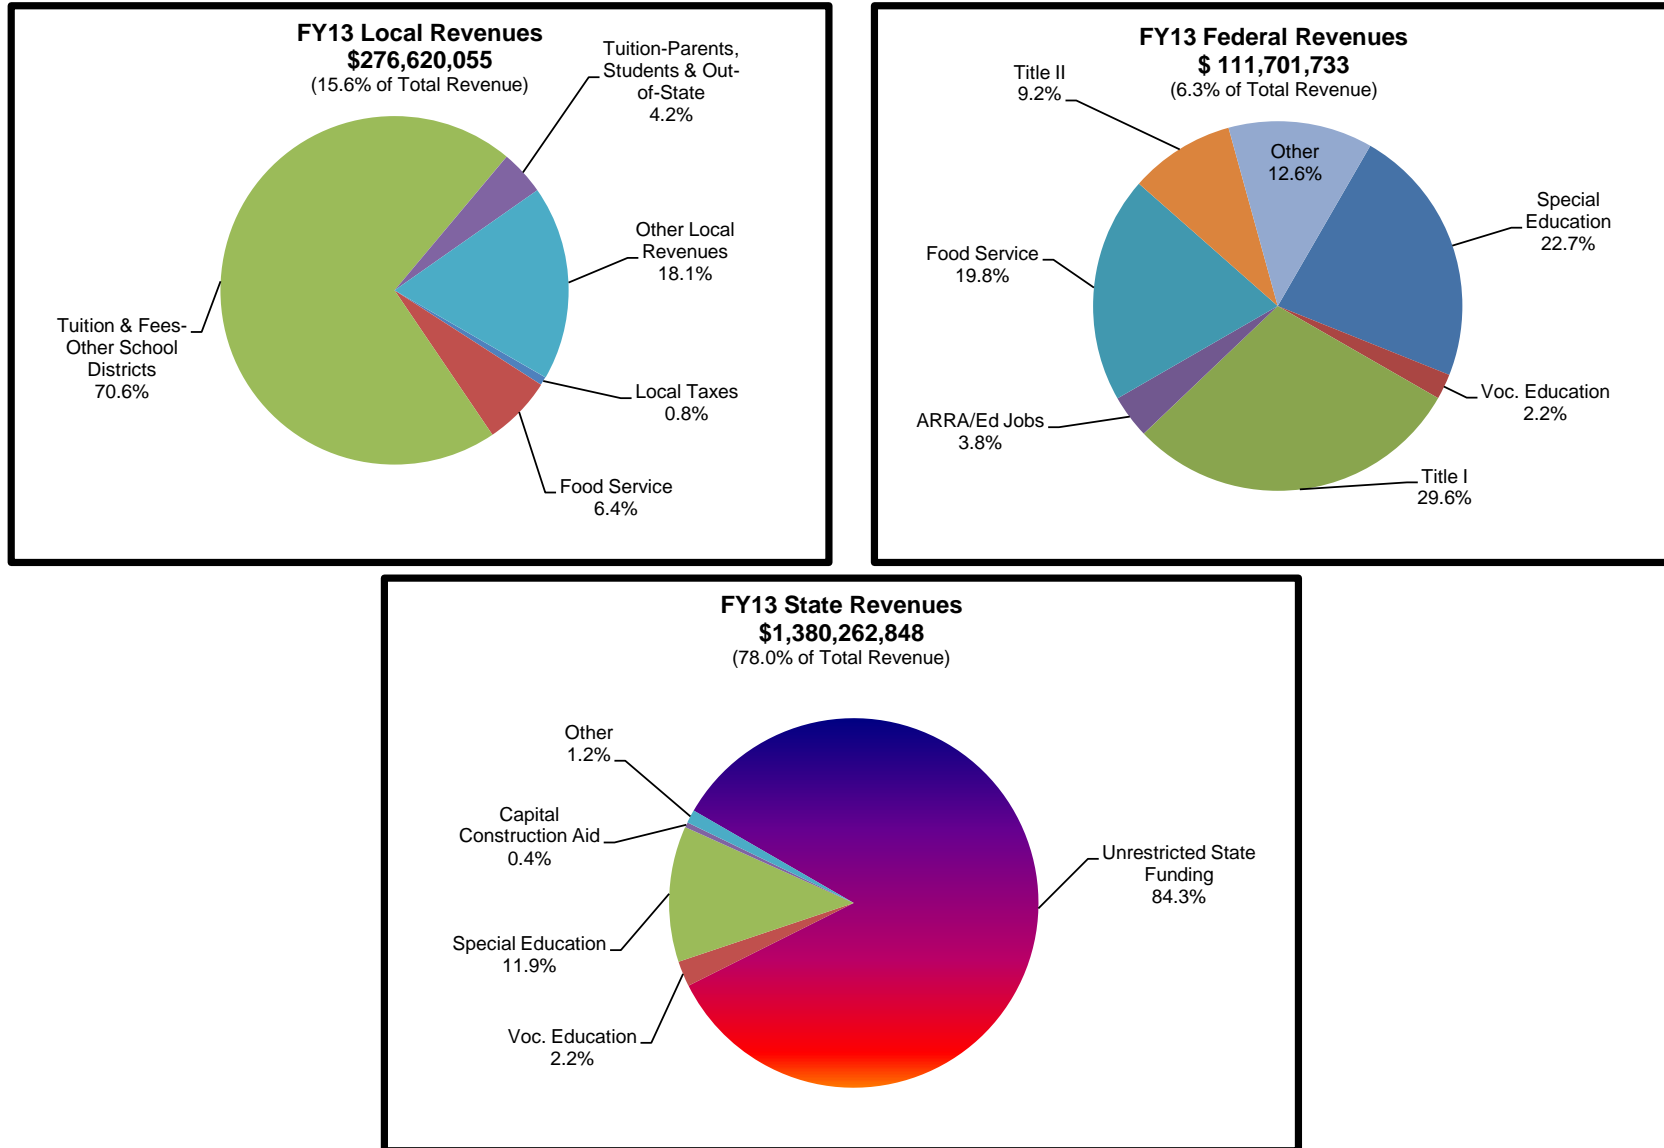 FY13 Local Revenues
$276,620,055
(15.6% of Total Revenue)
Tuition-Parents,
Students & Out-
of-State
4.2%
Other Local
Revenues
18.1%
Local Taxes
0.8%
Food Service
6.4%
Tuition & Fees-
Other School
Districts
70.6%
FY13 Federal Revenues
$ 111,701,733
(6.3% of Total Revenue)
Title II
9.2%
Other
12.6%
Special
Education
22.7%
Voc. Education
2.2%
Title I
29.6%
ARRA/Ed Jobs
3.8%
Food Service
19.8%
FY13 State Revenues
$1,380,262,848
(78.0% of Total Revenue)
Other
1.2%
Capital
Construction Aid
0.4%
Special Education
11.9%
Voc. Education
2.2%
Unrestricted State
Funding
84.3%